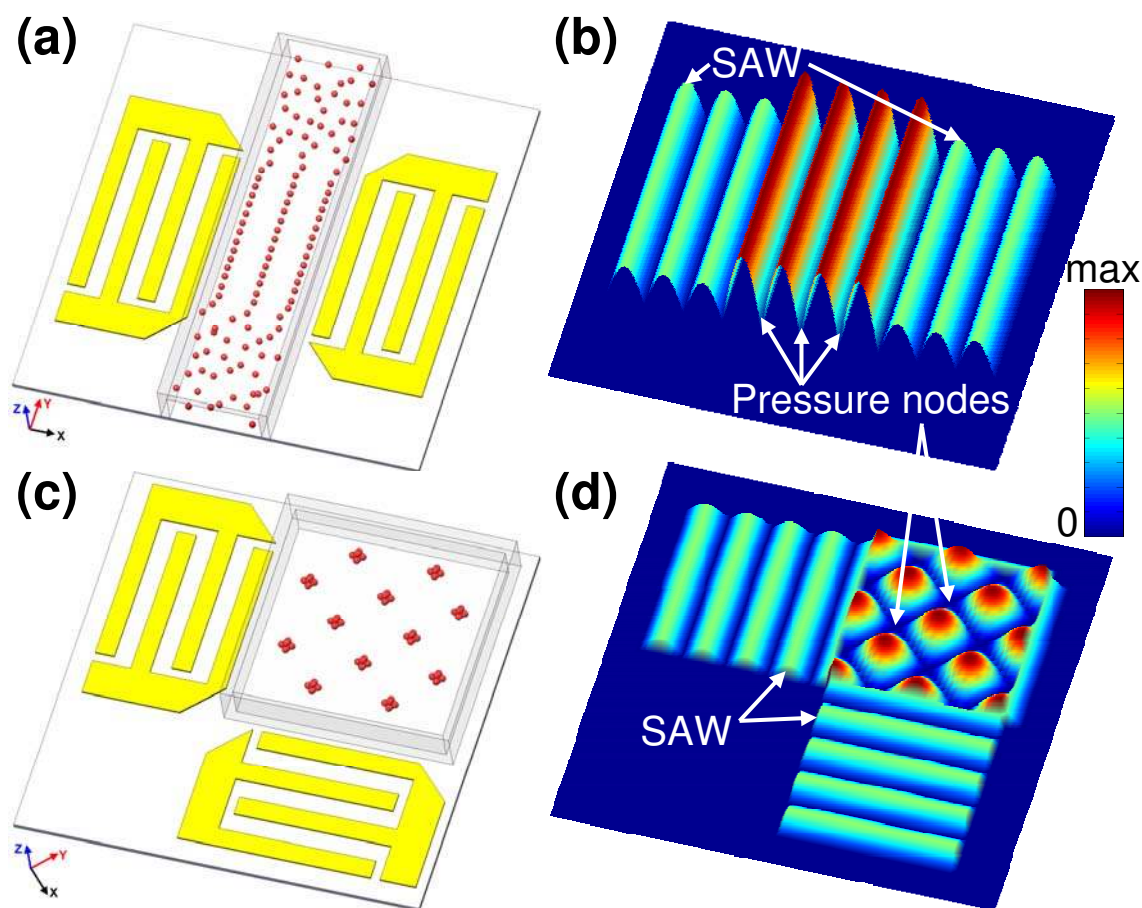 (a)
(b)
SAW
Pressure nodes
max
0
Z
Y
X
(c)
(d)
SAW
Z
Y
X